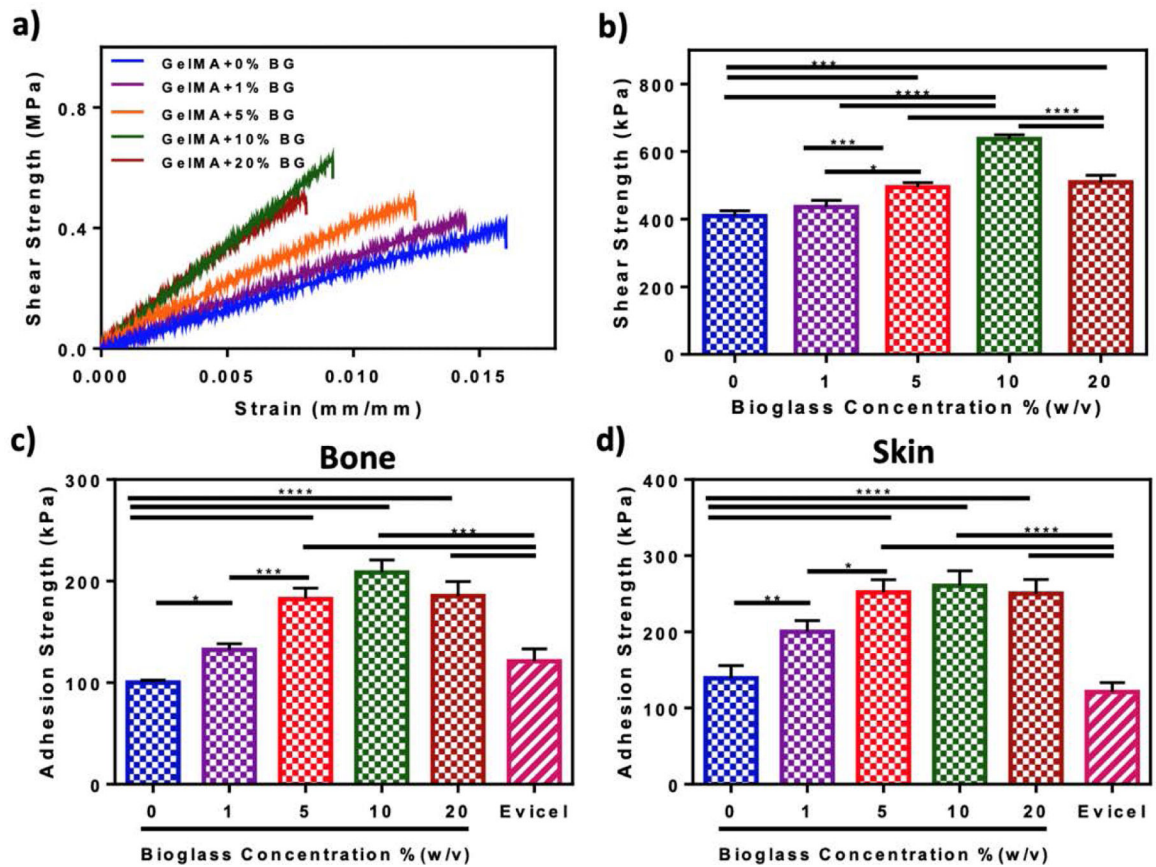 a)
GelMA+0% BG
GelMA+1% BG
GelMA+5% BG
GelMA+10% BG
GelMA+20% BG
Shear Strength (MPa)
0.8
0.4
0.0
0.000
0.005
0.010
0.015
Strain (mm/mm)
b)
Shear Strength (kPa)
800
600
400
200
0
***
****
****
***
*
0
1
5
10
20
Bioglass Concentration %(w/v)
c)
Bone
Adhesion Strength (kPa)
300
200
100
0
****
***
***
*
0
1
5
10
20
Evicel
Bioglass Concentration %(w/v)
d)
Skin
Adhesion Strength (kPa)
400
300
200
100
0
****
****
*
**
0
1
5
10
20
Evicel
Bioglass Concentration %(w/v)